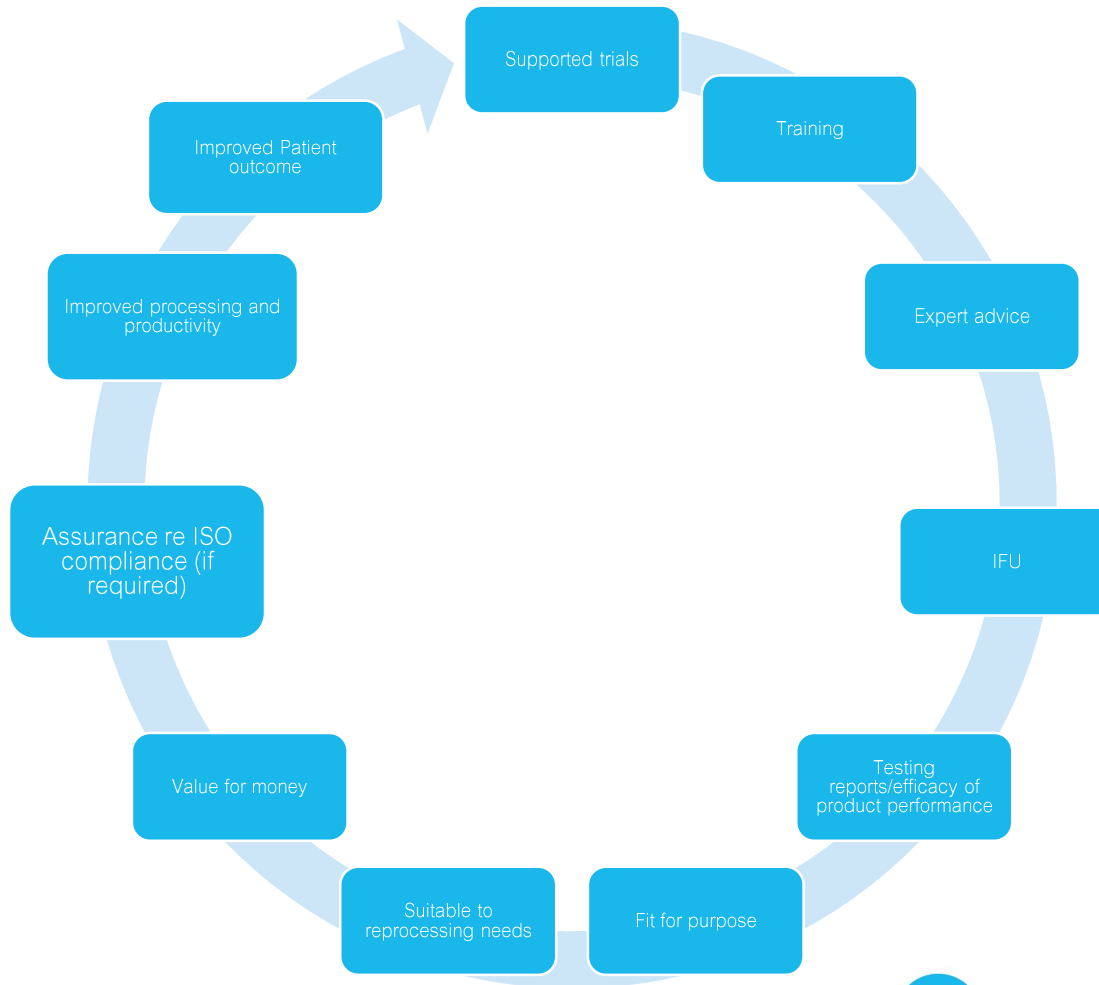 Supported trials
Training
Expert advice
IFU
Testing
reports/efficacy of
product performance
Fit for purpose
Suitable to
reprocessing needs
Value for money
Assurance re ISO
compliance (if
required)
Improved processing and
productivity
Improved Patient
outcome